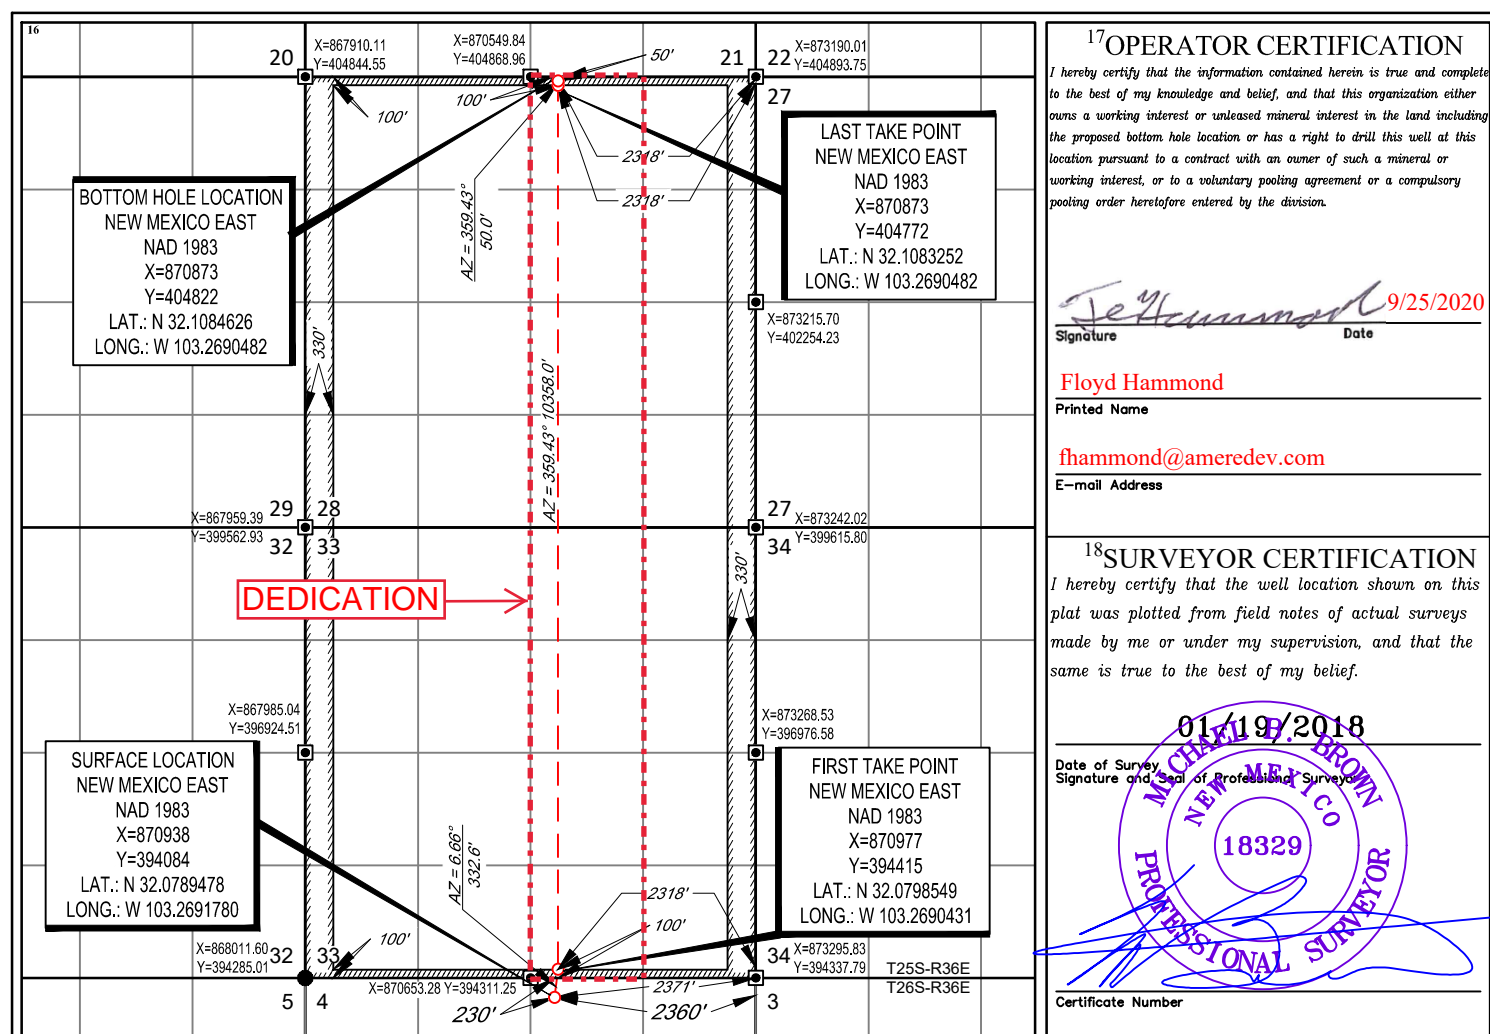 16
20
X=867910.11
Y=404844.55
X=870549.84
Y=404868.96
50'
21
22
X=873190.01
Y=404893.75
27
100'
100'
2318'
2318'
LAST TAKE POINT
NEW MEXICO EAST
NAD 1983
X=870873
Y=404772
LAT.: N 32.1083252
LONG.: W 103.2690482
BOTTOM HOLE LOCATION
NEW MEXICO EAST
NAD 1983
X=870873
Y=404822
LAT.: N 32.1084626
LONG.: W 103.2690482
AZ = 359.43°
50.0'
330'
X=873215.70
Y=402254.23
AZ = 359.43° 10358.0'
29
28
X=867959.39
Y=399562.93
32
33
27
X=873242.02
Y=399615.80
34
330'
DEDICATION
X=867985.04
Y=396924.51
X=873268.53
Y=396976.58
SURFACE LOCATION
NEW MEXICO EAST
NAD 1983
X=870938
Y=394084
LAT.: N 32.0789478
LONG.: W 103.2691780
AZ = 6.66°
332.6'
FIRST TAKE POINT
NEW MEXICO EAST
NAD 1983
X=870977
Y=394415
LAT.: N 32.0798549
LONG.: W 103.2690431
2318'
100'
100'
X=868011.60
Y=394285.01
32
33
5
4
X=870653.28 Y=394311.25
230'
2371'
2360'
X=873295.83
Y=394337.79
34
3
T25S-R36E
T26S-R36E
17OPERATOR CERTIFICATION
I hereby certify that the information contained herein is true and complete
to the best of my knowledge and belief, and that this organization either
owns a working interest or unleased mineral interest in the land including
the proposed bottom hole location or has a right to drill this well at this
location pursuant to a contract with an owner of such a mineral or
working interest, or to a voluntary pooling agreement or a compulsory
pooling order heretofore entered by the division.
9/25/2020
Signature Date
Floyd Hammond
Printed Name
fhammond@ameredev.com
E-mail Address
18SURVEYOR CERTIFICATION
I hereby certify that the well location shown on this
plat was plotted from field notes of actual surveys
made by me or under my supervision, and that the
same is true to the best of my belief.
01/19/2018
Date of Survey
Signature and Seal of Professional Surveyor
MICHAEL B. BROWN
NEW MEXICO
18329
PROFESSIONAL SURVEYOR
Certificate Number